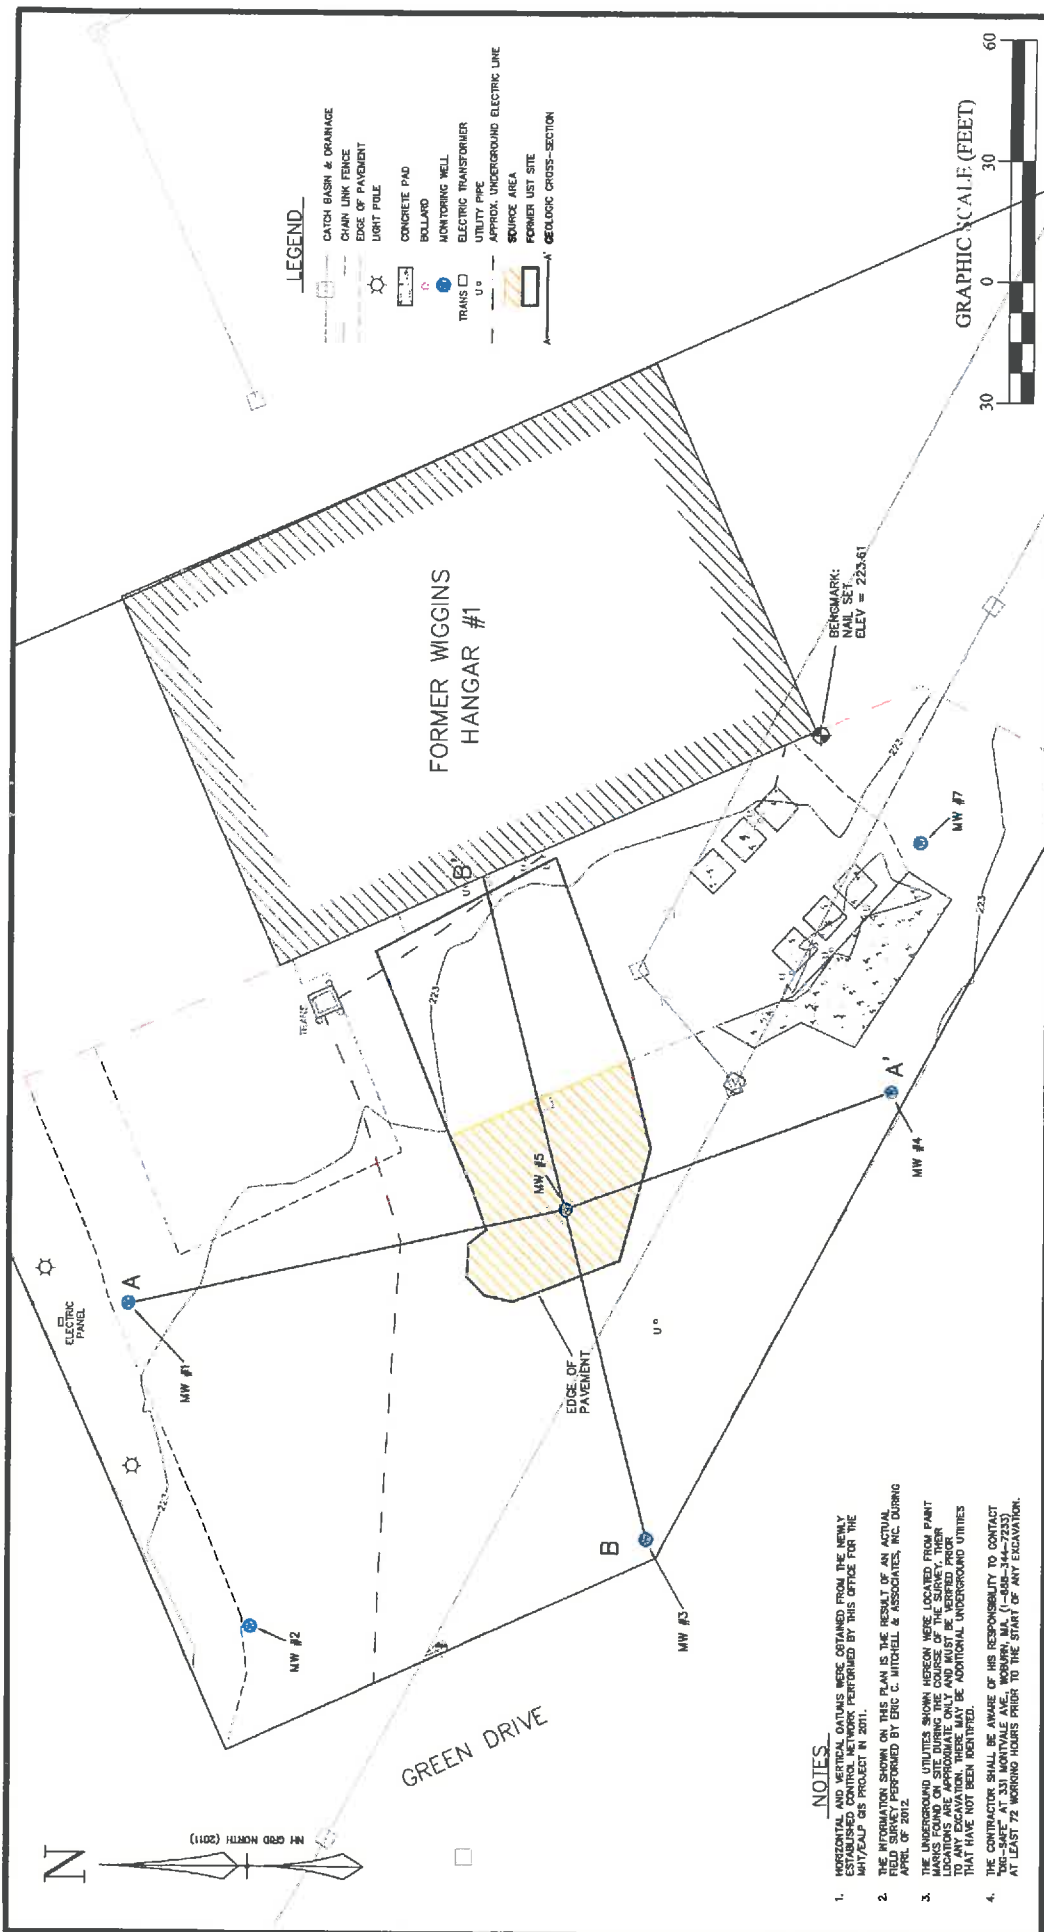 N
NH GRID NORTH (2011)
GREEN DRIVE
MW #2
ELECTRIC
PANEL
MW #1
A
223
TRANS
FORMER WIGGINS
HANGAR #1
B'
U
223
MW #5
EDGE OF
PAVEMENT
U
B
MW #3
MW #4
A'
MW #7
223
223
BENCHMARK:
NAIL SET
ELEV = 223.61
LEGEND
CATCH BASIN & DRAINAGE
CHAIN LINK FENCE
EDGE OF PAVEMENT
LIGHT POLE
CONCRETE PAD
BOLLARD
MONITORING WELL
TRANS ELECTRIC TRANSFORMER
U UTILITY PIPE
APPROX. UNDERGROUND ELECTRIC LINE
SOURCE AREA
FORMER UST SITE
A A' GEOLOGIC CROSS-SECTION
NOTES
1. HORIZONTAL AND VERTICAL DATUMS WERE OBTAINED FROM THE NEWLY
ESTABLISHED CONTROL NETWORK PERFORMED BY THIS OFFICE FOR THE
MHT/EALP GIS PROJECT IN 2011.
2. THE INFORMATION SHOWN ON THIS PLAN IS THE RESULT OF AN ACTUAL
FIELD SURVEY PERFORMED BY ERIC C. MITCHELL & ASSOCIATES, INC. DURING
APRIL OF 2012.
3. THE UNDERGROUND UTILITIES SHOWN HEREON WERE LOCATED FROM PAINT
MARKS FOUND ON SITE DURING THE COURSE OF THE SURVEY, THEIR
LOCATIONS ARE APPROXIMATE ONLY AND MUST BE VERIFIED PRIOR
TO ANY EXCAVATION. THERE MAY BE ADDITIONAL UNDERGROUND UTILITIES
THAT HAVE NOT BEEN IDENTIFIED.
4. THE CONTRACTOR SHALL BE AWARE OF HIS RESPONSIBILITY TO CONTACT
"DIG-SAFE" AT 331 MONTVALE AVE., WOBURN, MA. (1-888-344-7233)
AT LEAST 72 WORKING HOURS PRIOR TO THE START OF ANY EXCAVATION.
30 0 30 60
GRAPHIC SCALE (FEET)